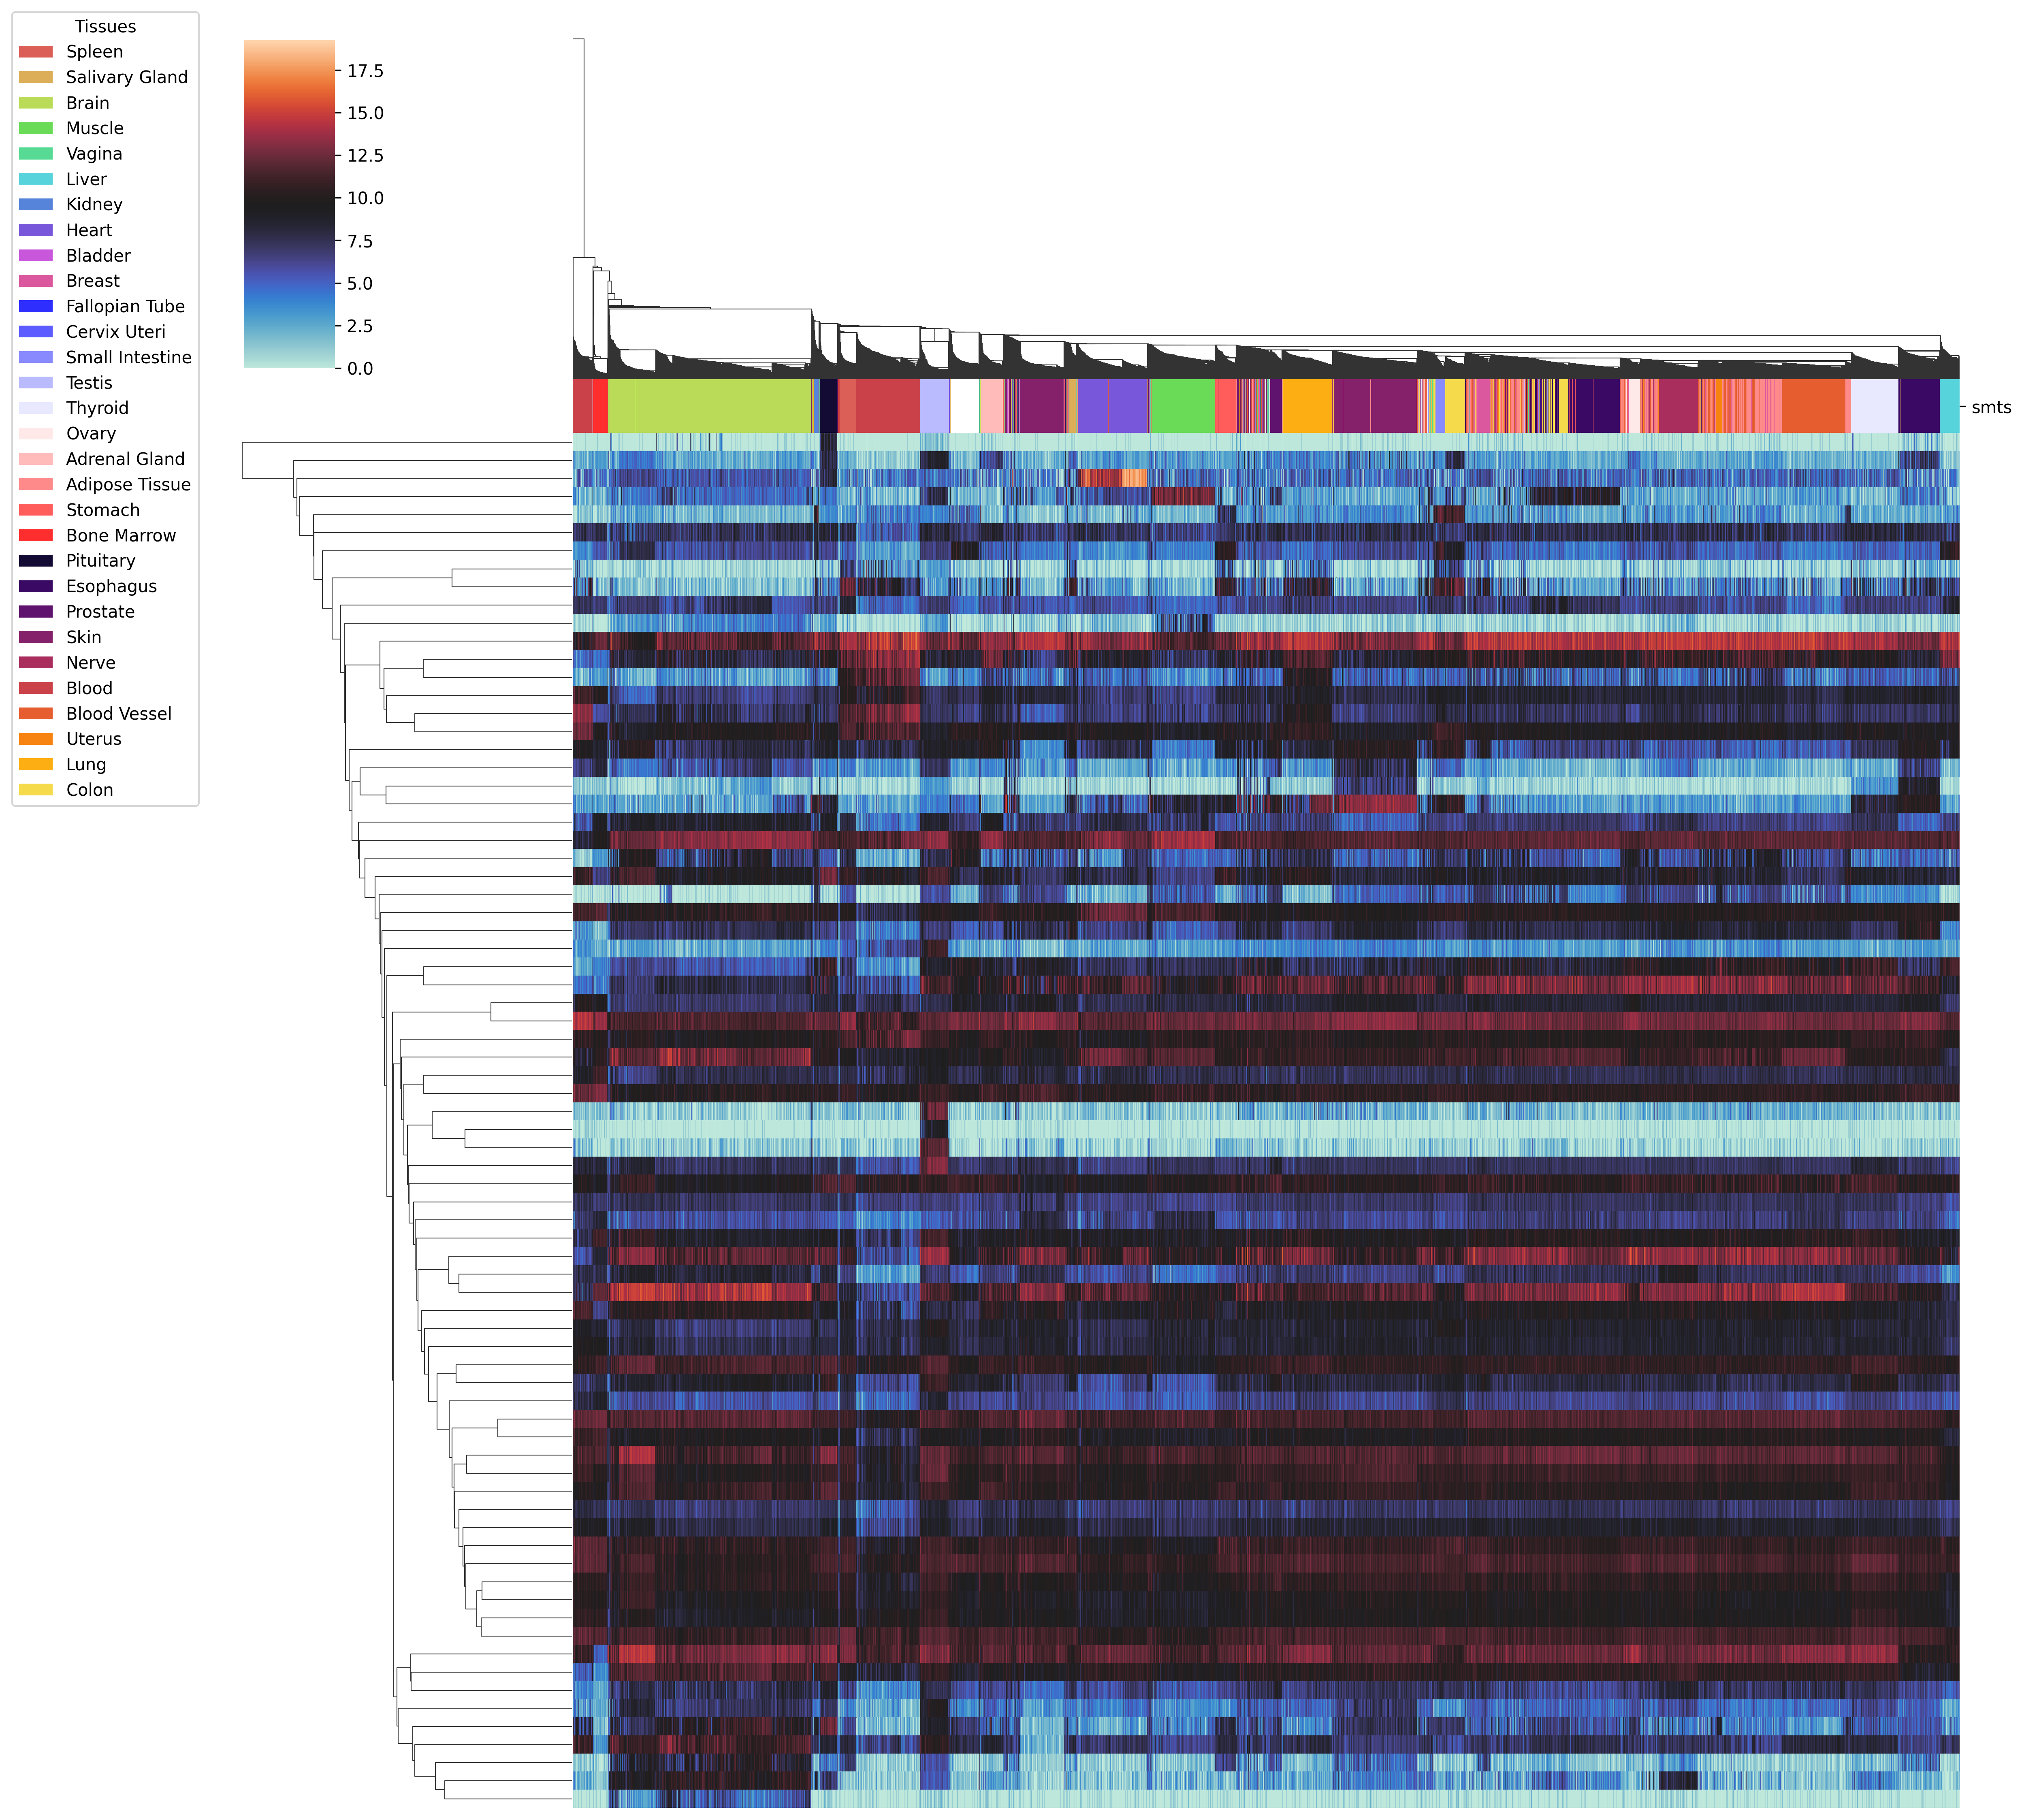 Tissues
Spleen
Salivary Gland
Brain
Muscle
Vagina
Liver
Kidney
Heart
Bladder
Breast
Fallopian Tube
Cervix Uteri
Small Intestine
Testis
Thyroid
Ovary
Adrenal Gland
Adipose Tissue
Stomach
Bone Marrow
Pituitary
Esophagus
Prostate
Skin
Nerve
Blood
Blood Vessel
Uterus
Lung
Colon
17.5
15.0
12.5
10.0
7.5
5.0
2.5
0.0
smts